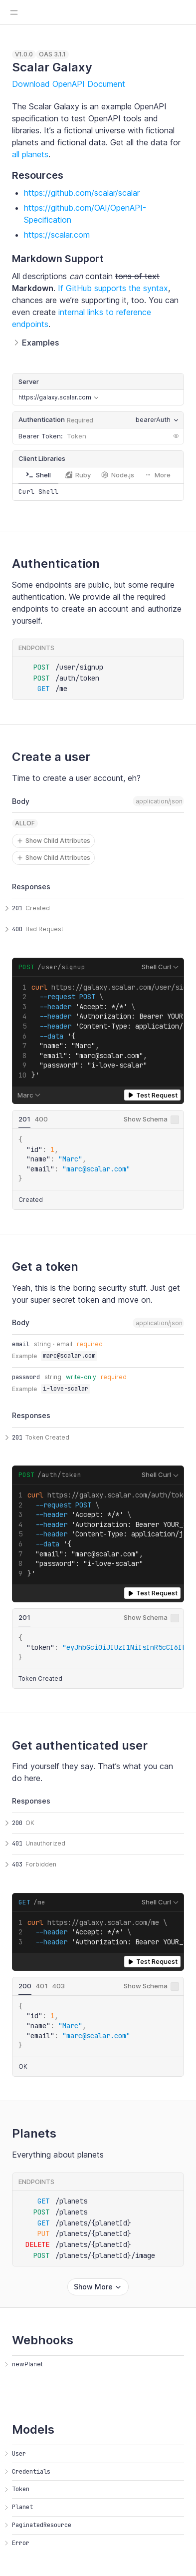 V1.0.0 OAS 3.1.1
Scalar Galaxy
Download OpenAPI Document
The Scalar Galaxy is an example OpenAPI
specification to test OpenAPI tools and
libraries. It's a fictional universe with fictional
planets and fictional data. Get all the data for
all planets.
Resources
https://github.com/scalar/scalar
https://github.com/OAI/OpenAPI-
Specification
https://scalar.com
Markdown Support
All descriptions can contain tons of text
Markdown. If GitHub supports the syntax,
chances are we're supporting it, too. You can
even create internal links to reference
endpoints.
Examples
Server
https://galaxy.scalar.com
Authentication Required bearerAuth
Bearer Token: Token
Client Libraries
Shell Ruby Node.js More
Curl Shell
Authentication
Some endpoints are public, but some require
authentication. We provide all the required
endpoints to create an account and authorize
yourself.
ENDPOINTS
POST /user/signup
POST /auth/token
GET /me
Create a user
Time to create a user account, eh?
Body application/json
ALLOF
Show Child Attributes
Show Child Attributes
Responses
201 Created
400 Bad Request
POST /user/signup Shell Curl
1 curl https://galaxy.scalar.com/user/si
2 --request POST \
3 --header 'Accept: */*' \
4 --header 'Authorization: Bearer YOUR
5 --header 'Content-Type: application/
6 --data '{
7 "name": "Marc",
8 "email": "marc@scalar.com",
9 "password": "i-love-scalar"
10 }'
Marc Test Request
201 400 Show Schema
{
"id": 1,
"name": "Marc",
"email": "marc@scalar.com"
}
Created
Get a token
Yeah, this is the boring security stuff. Just get
your super secret token and move on.
Body application/json
email string · email required
Example marc@scalar.com
password string write-only required
Example i-love-scalar
Responses
201 Token Created
POST /auth/token Shell Curl
1 curl https://galaxy.scalar.com/auth/tok
2 --request POST \
3 --header 'Accept: */*' \
4 --header 'Authorization: Bearer YOUR_
5 --header 'Content-Type: application/j
6 --data '{
7 "email": "marc@scalar.com",
8 "password": "i-love-scalar"
9 }'
Test Request
201 Show Schema
{
"token": "eyJhbGciOiJIUzI1NiIsInR5cCI6Ik
}
Token Created
Get authenticated user
Find yourself they say. That's what you can
do here.
Responses
200 OK
401 Unauthorized
403 Forbidden
GET /me Shell Curl
1 curl https://galaxy.scalar.com/me \
2 --header 'Accept: */*' \
3 --header 'Authorization: Bearer YOUR_
Test Request
200 401 403 Show Schema
{
"id": 1,
"name": "Marc",
"email": "marc@scalar.com"
}
OK
Planets
Everything about planets
ENDPOINTS
GET /planets
POST /planets
GET /planets/{planetId}
PUT /planets/{planetId}
DELETE /planets/{planetId}
POST /planets/{planetId}/image
Show More
Webhooks
newPlanet
Models
User
Credentials
Token
Planet
PaginatedResource
Error